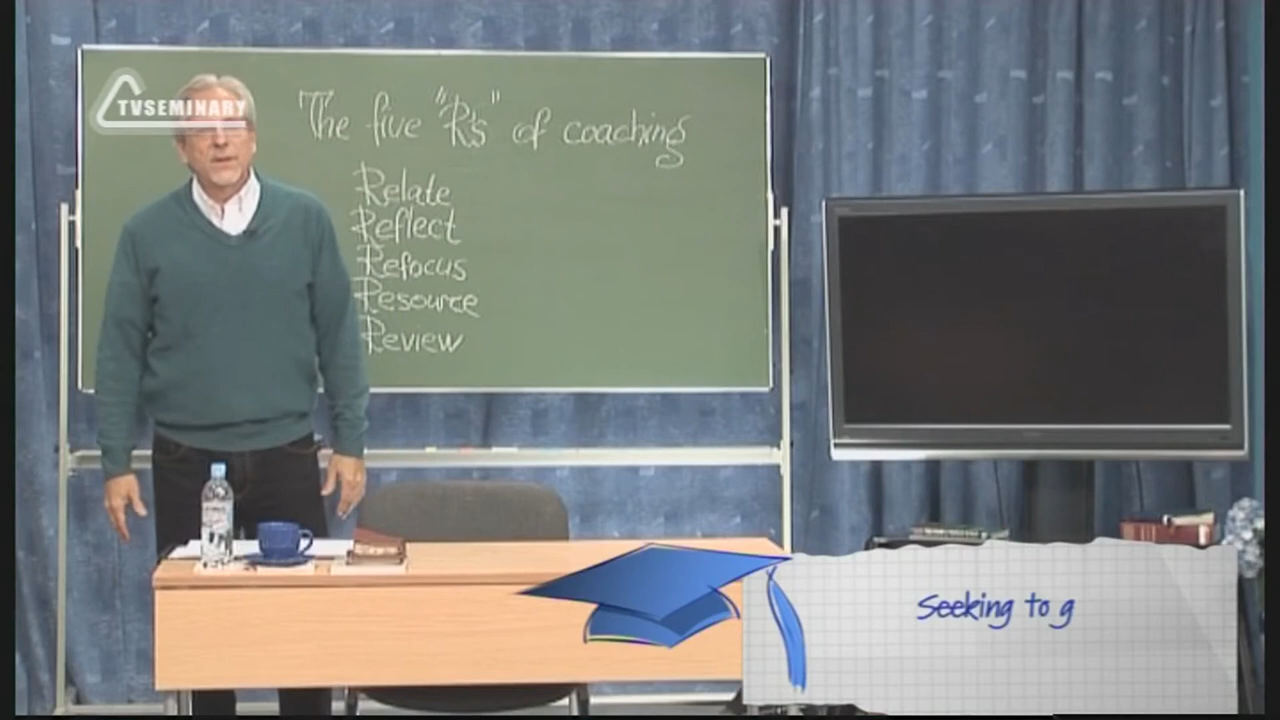 TVSEMINARY
The five "R's" of coaching
Relate
Reflect
Refocus
Resource
Review
Seeking to g